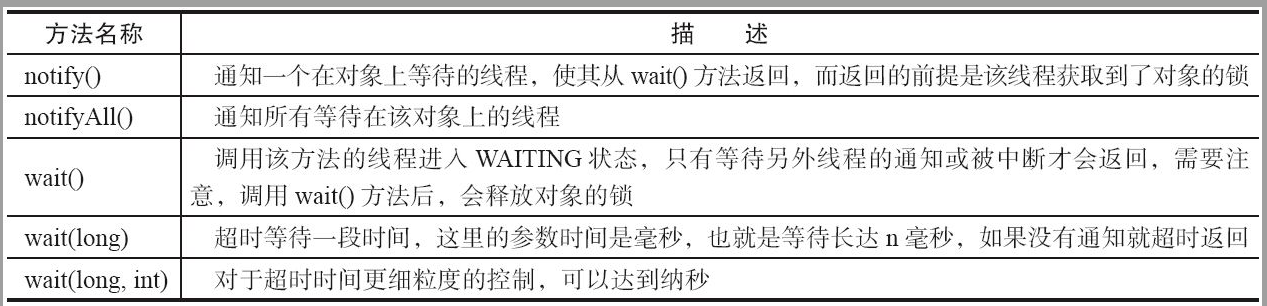 方法名称 描 述
notify() 通知一个在对象上等待的线程，使其从 wait() 方法返回，而返回的前提是该线程获取到了对象的锁
notifyAll() 通知所有等待在该对象上的线程
wait() 调用该方法的线程进入 WAITING 状态，只有等待另外线程的通知或被中断才会返回，需要注
意，调用 wait() 方法后，会释放对象的锁
wait(long) 超时等待一段时间，这里的参数时间是毫秒，也就是等待长达 n 毫秒，如果没有通知就超时返回
wait(long, int) 对于超时时间更细粒度的控制，可以达到纳秒